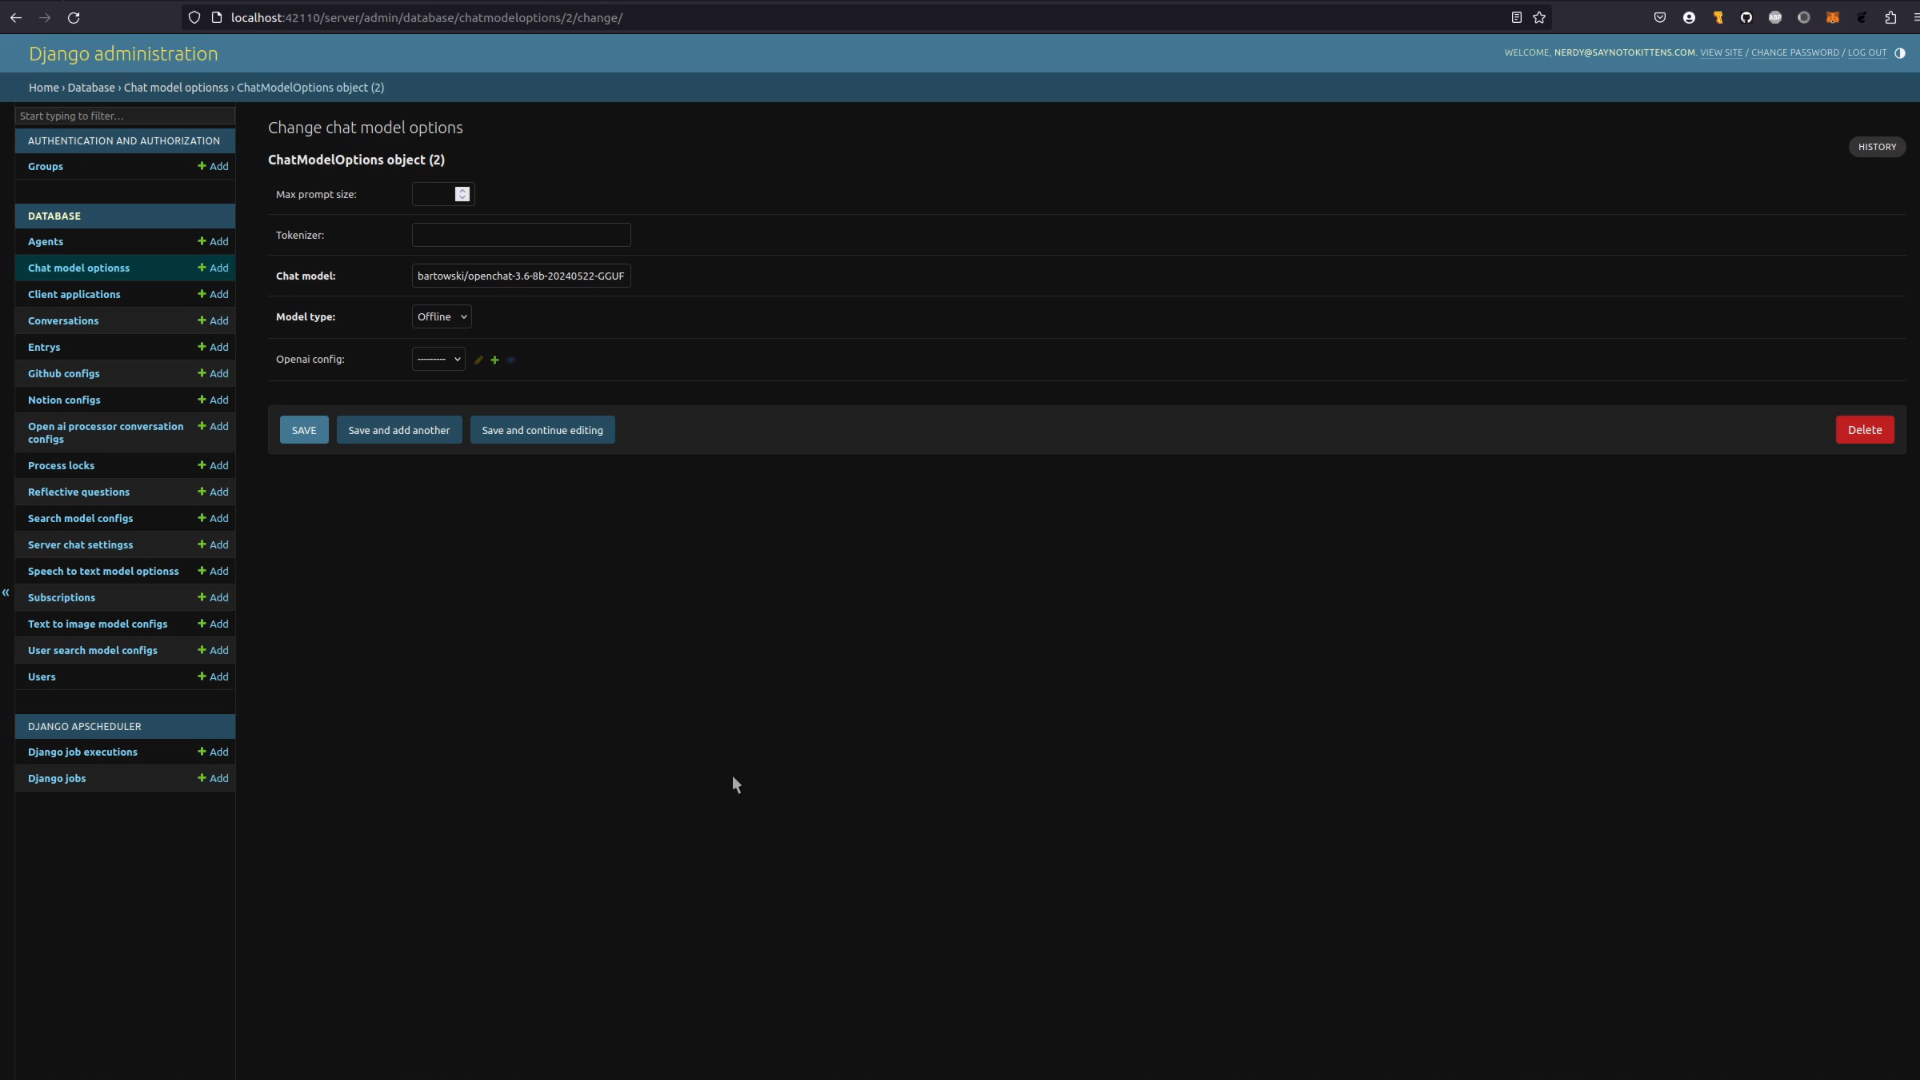 localhost:42110/server/admin/database/chatmodeloptions/2/change/
Django administration
WELCOME, NERDY@SAYNOTOKITTENS.COM. VIEW SITE / CHANGE PASSWORD / LOG OUT
Home › Database › Chat model optionss › ChatModelOptions object (2)
Start typing to filter...
AUTHENTICATION AND AUTHORIZATION
Groups + Add
DATABASE
Agents + Add
Chat model optionss + Add
Client applications + Add
Conversations + Add
Entrys + Add
Github configs + Add
Notion configs + Add
Open ai processor conversation + Add
configs
Process locks + Add
Reflective questions + Add
Search model configs + Add
Server chat settingss + Add
Speech to text model optionss + Add
Subscriptions + Add
Text to image model configs + Add
User search model configs + Add
Users + Add
DJANGO APSCHEDULER
Django job executions + Add
Django jobs + Add
«
Change chat model options
HISTORY
ChatModelOptions object (2)
Max prompt size:
Tokenizer:
Chat model: bartowski/openchat-3.6-8b-20240522-GGUF
Model type: Offline
Openai config: ---------
SAVE Save and add another Save and continue editing Delete